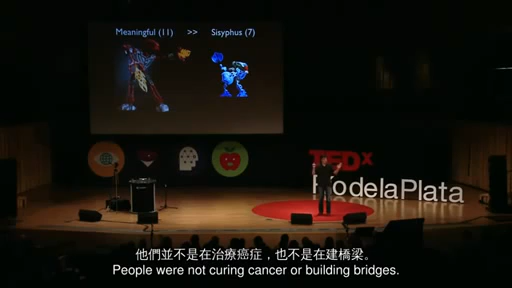 Meaningful (11) >> Sisyphus (7)
TEDx
RiodelaPlata
他們並不是在治療癌症，也不是在建橋梁。
People were not curing cancer or building bridges.